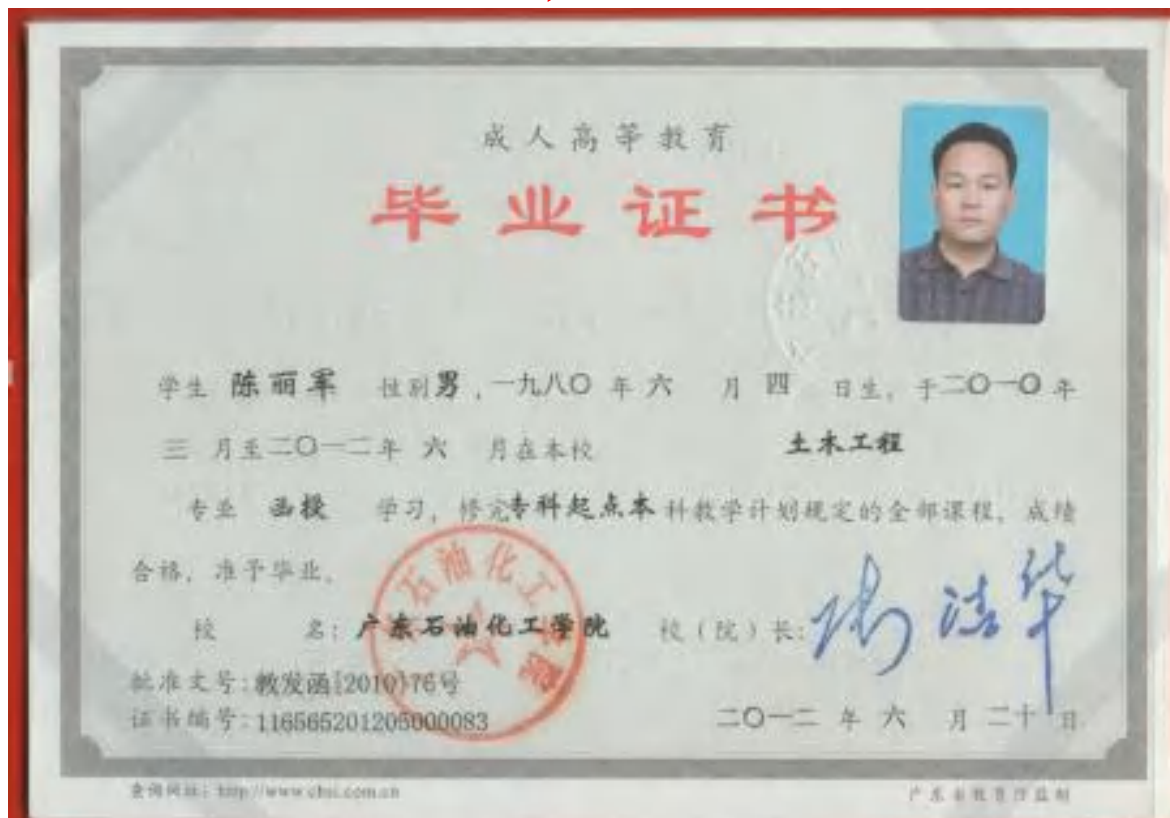 成人高等教育
毕业证书
学生 陈丽军 性别 男 , 一九八〇 年 六 月 四 日生, 于二〇一〇 年
三 月至二〇一二年 六 月在本校 土木工程
专业 函授 学习, 修完专科起点本 科教学计划规定的全部课程, 成绩
合格, 准予毕业。
校 名: 广东石油化工学院 校(院)长:
批准文号: 教发函[2010]76号
证书编号: 116565201205000083 二〇一二 年 六 月 二十 日
查询网址: http://www.chsi.com.cn 广东省教育厅监制